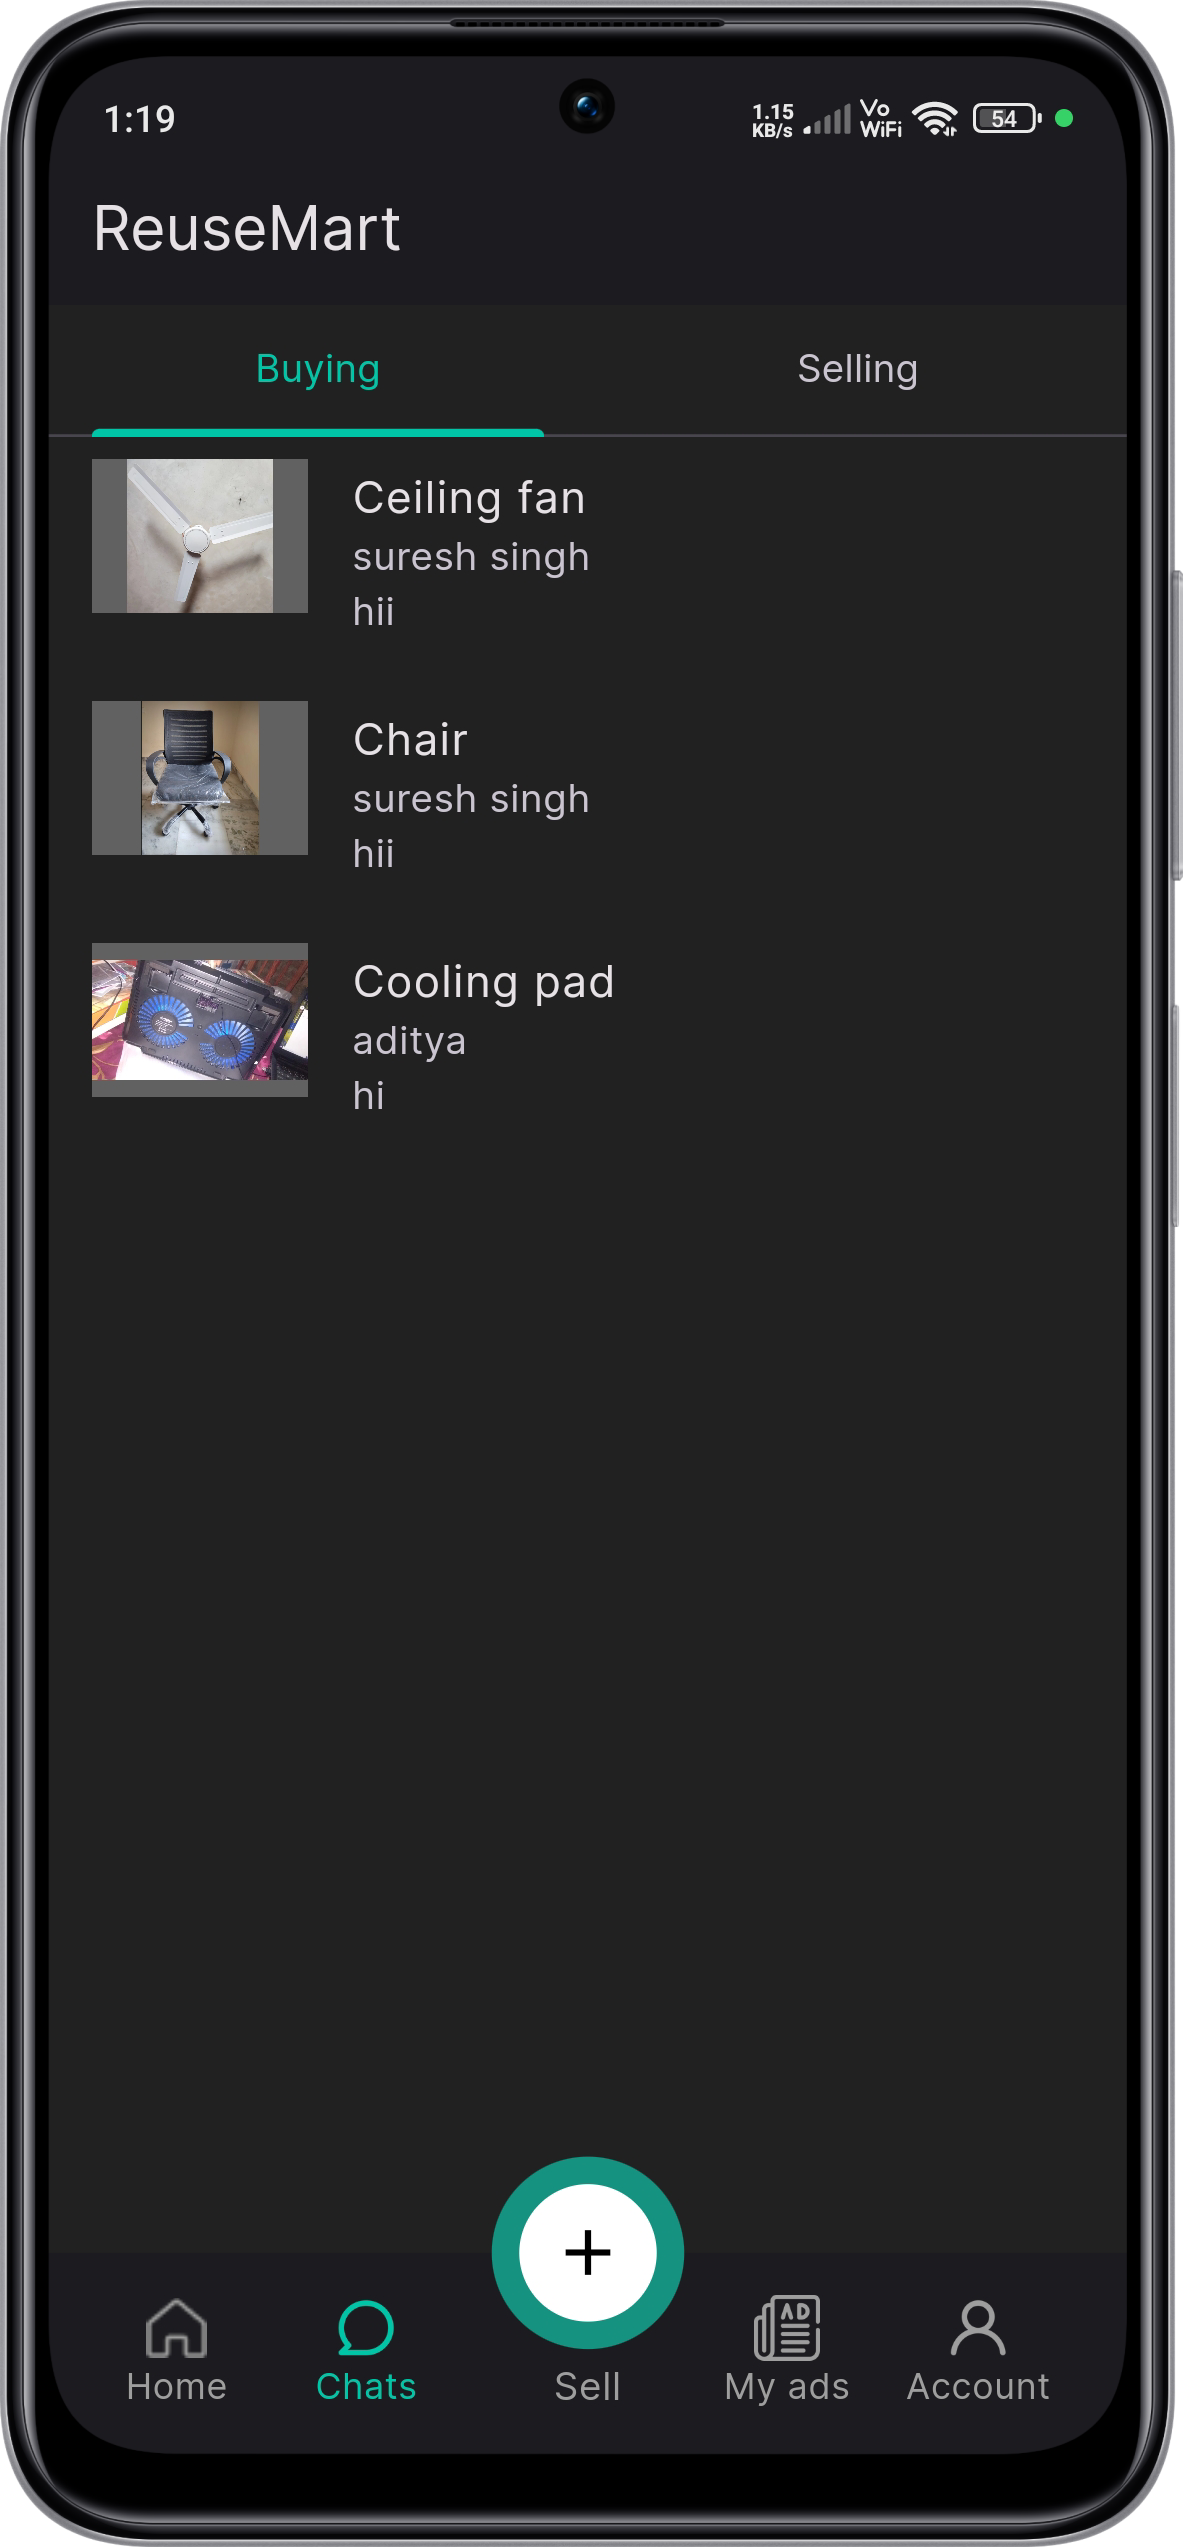 1:19
1.15
KB/s
Vo
WiFi
54
ReuseMart
Buying
Selling
Ceiling fan
suresh singh
hii
Chair
suresh singh
hii
Cooling pad
aditya
hi
AD
Home
Chats
Sell
My ads
Account